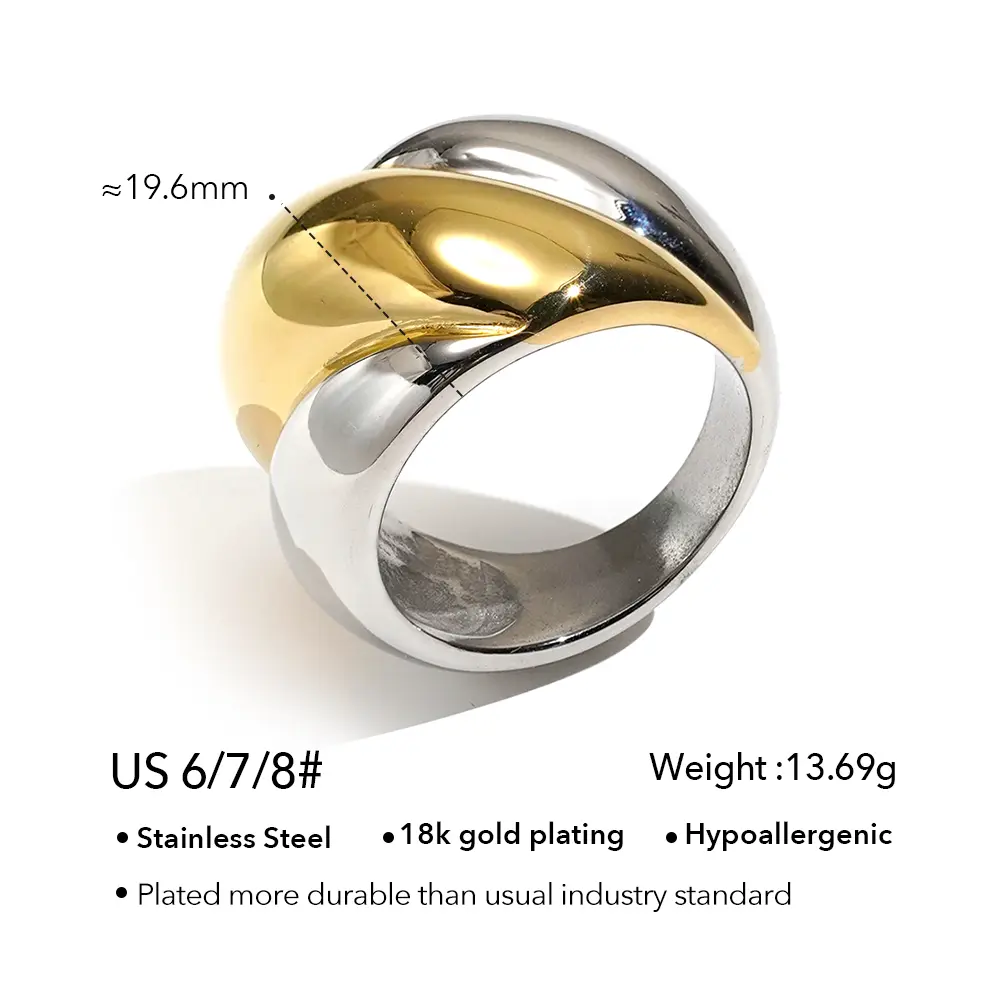 ≈19.6mm
US 6/7/8#
Weight :13.69g
• Stainless Steel
•18k gold plating
• Hypoallergenic
• Plated more durable than usual industry standard